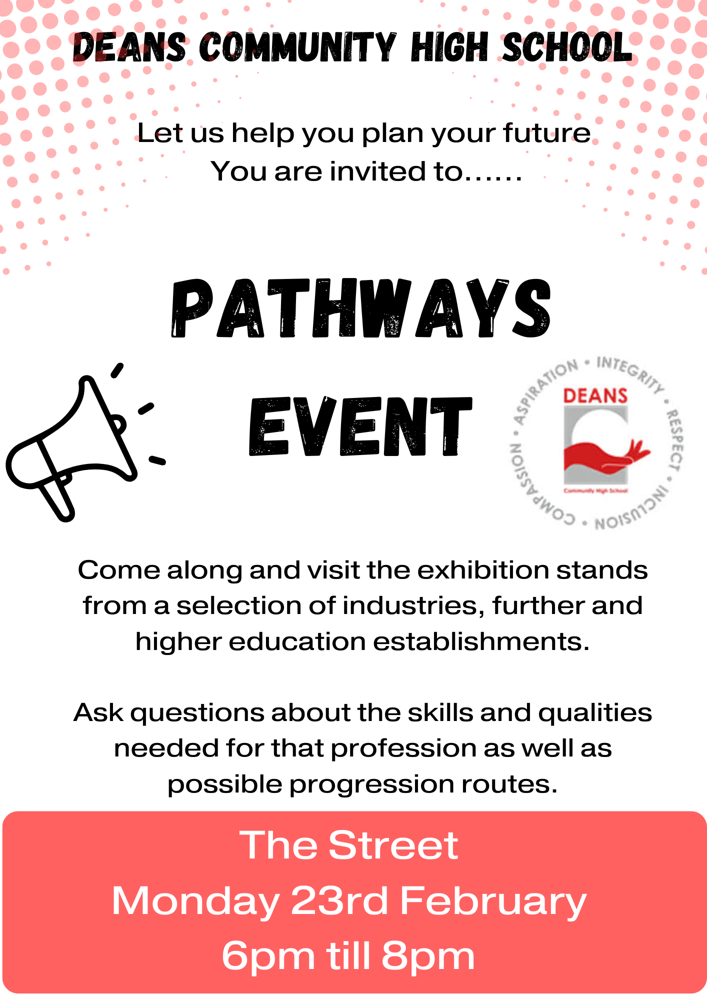 DEANS COMMUNITY HIGH SCHOOL
Let us help you plan your future
You are invited to......
PATHWAYS
EVENT
ASPIRATION • INTEGRITY • RESPECT • INCLUSION • COMPASSION •
DEANS
Community High School
Come along and visit the exhibition stands
from a selection of industries, further and
higher education establishments.
Ask questions about the skills and qualities
needed for that profession as well as
possible progression routes.
The Street
Monday 23rd February
6pm till 8pm